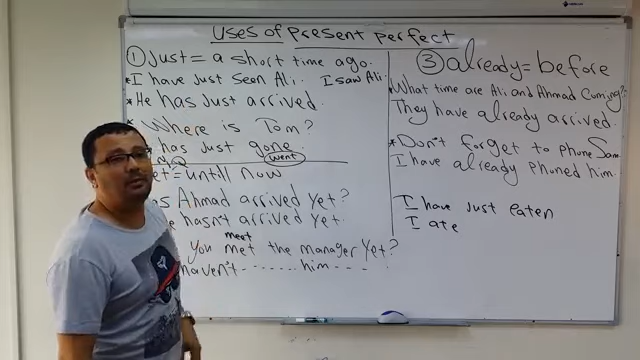 Uses of present perfect
① Just = a short time ago.
* I have just seen Ali. I saw Ali.
* He has just arrived.
* Where is Tom?
has just gone.
went
= untill now
Ahmad arrived yet?
hasn't arrived yet.
meet
you met the manager yet?
haven't ....... him ....
③ already = before
What time are Ali and Ahmad Coming?
They have already arrived.
* Don't forget to phone Sam
I have already phoned him.
I have just eaten
I ate